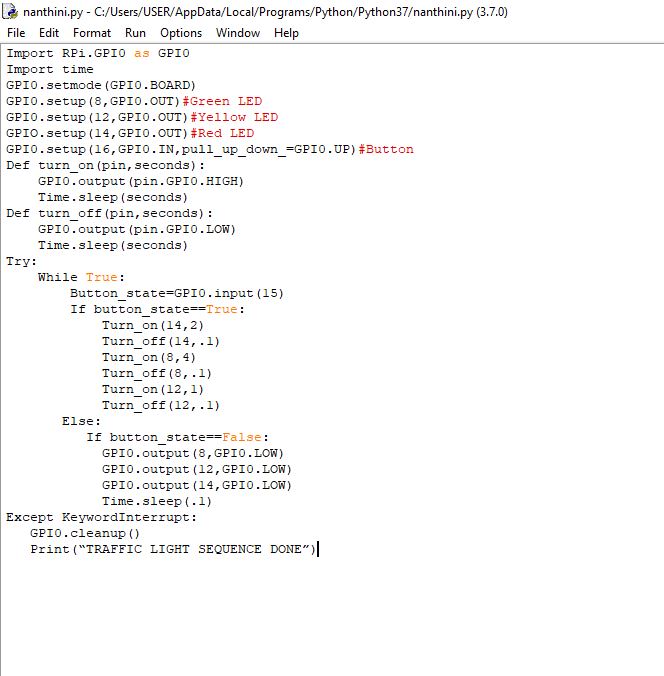 nanthini.py - C:/Users/USER/AppData/Local/Programs/Python/Python37/nanthini.py (3.7.0)
File Edit Format Run Options Window Help
Import RPi.GPI0 as GPI0
Import time
GPI0.setmode(GPI0.BOARD)
GPI0.setup(8,GPI0.OUT)#Green LED
GPI0.setup(12,GPI0.OUT)#Yellow LED
GPIO.setup(14,GPI0.OUT)#Red LED
GPI0.setup(16,GPI0.IN,pull_up_down_=GPI0.UP)#Button
Def turn_on(pin,seconds):
    GPI0.output(pin.GPI0.HIGH)
    Time.sleep(seconds)
Def turn_off(pin,seconds):
    GPI0.output(pin.GPI0.LOW)
    Time.sleep(seconds)
Try:
    While True:
        Button_state=GPI0.input(15)
        If button_state==True:
            Turn_on(14,2)
            Turn_off(14,.1)
            Turn_on(8,4)
            Turn_off(8,.1)
            Turn_on(12,1)
            Turn_off(12,.1)
       Else:
          If button_state==False:
            GPI0.output(8,GPI0.LOW)
            GPI0.output(12,GPI0.LOW)
            GPI0.output(14,GPI0.LOW)
            Time.sleep(.1)
Except KeywordInterrupt:
   GPI0.cleanup()
   Print(“TRAFFIC LIGHT SEQUENCE DONE”)